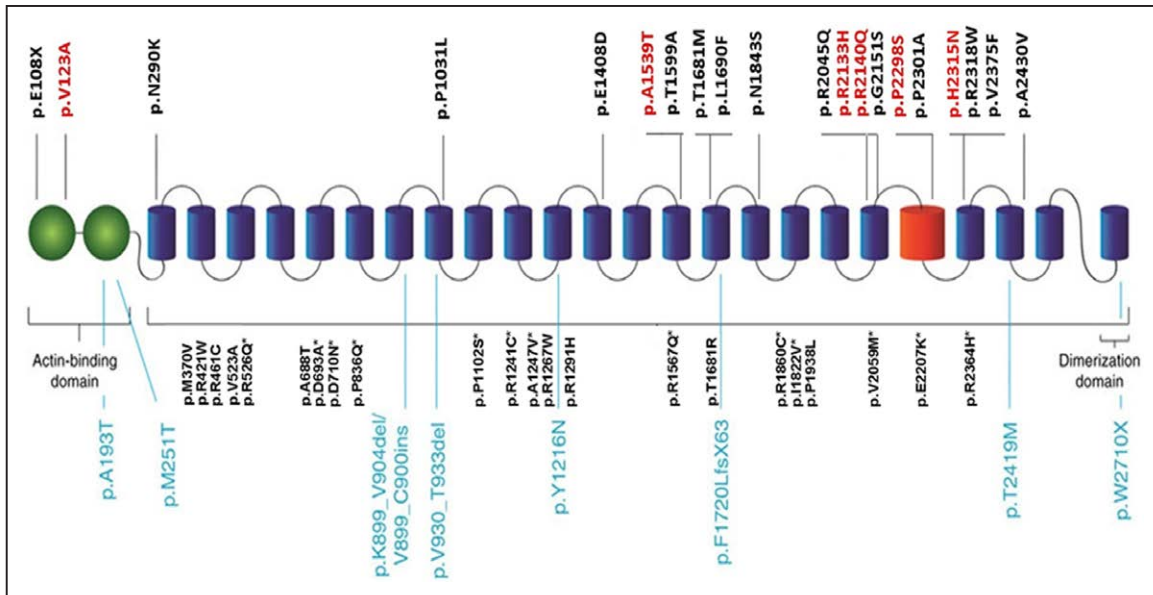 p.E108X
p.V123A
p.N290K
p.P1031L
p.E1408D
p.A1539T
p.T1599A
p.T1681M
p.L1690F
p.N1843S
p.R2045Q
p.R2133H
p.R2140Q
p.G2151S
p.P2298S
p.P2301A
p.H2315N
p.R2318W
p.V2375F
p.A2430V
Actin-binding
domain
p.M370V
p.R421W
p.R461C
p.V523A
p.R526Q*
p.A688T
p.D693A*
p.D710N*
p.P836Q*
p.P1102S*
p.R1241C*
p.A1247V*
p.R1267W
p.R1291H
p.R1567Q*
p.T1681R
p.R1860C*
p.I1822V*
p.P1938L
p.V2059M*
p.E2207K*
p.R2364H*
Dimerization
domain
p.A193T
p.M251T
p.K899_V904del/
V899_C900ins
p.V930_T933del
p.Y1216N
p.F1720LfsX63
p.T2419M
p.W2710X